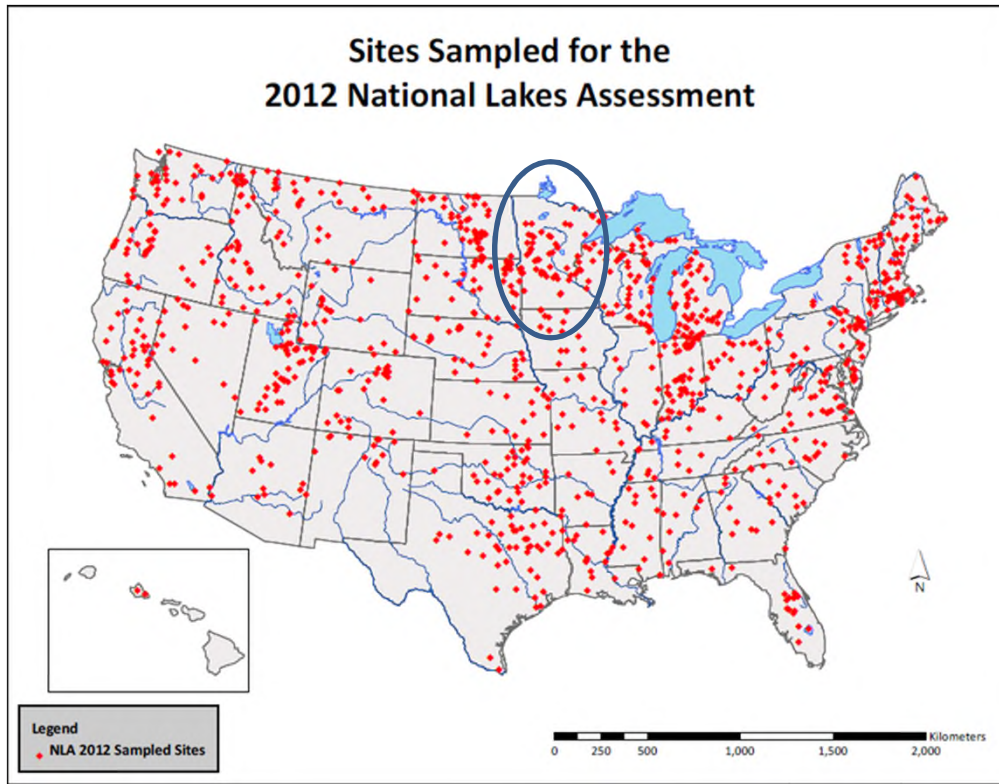 Sites Sampled for the
2012 National Lakes Assessment
N
Legend
NLA 2012 Sampled Sites
Kilometers
0 250 500 1,000 1,500 2,000